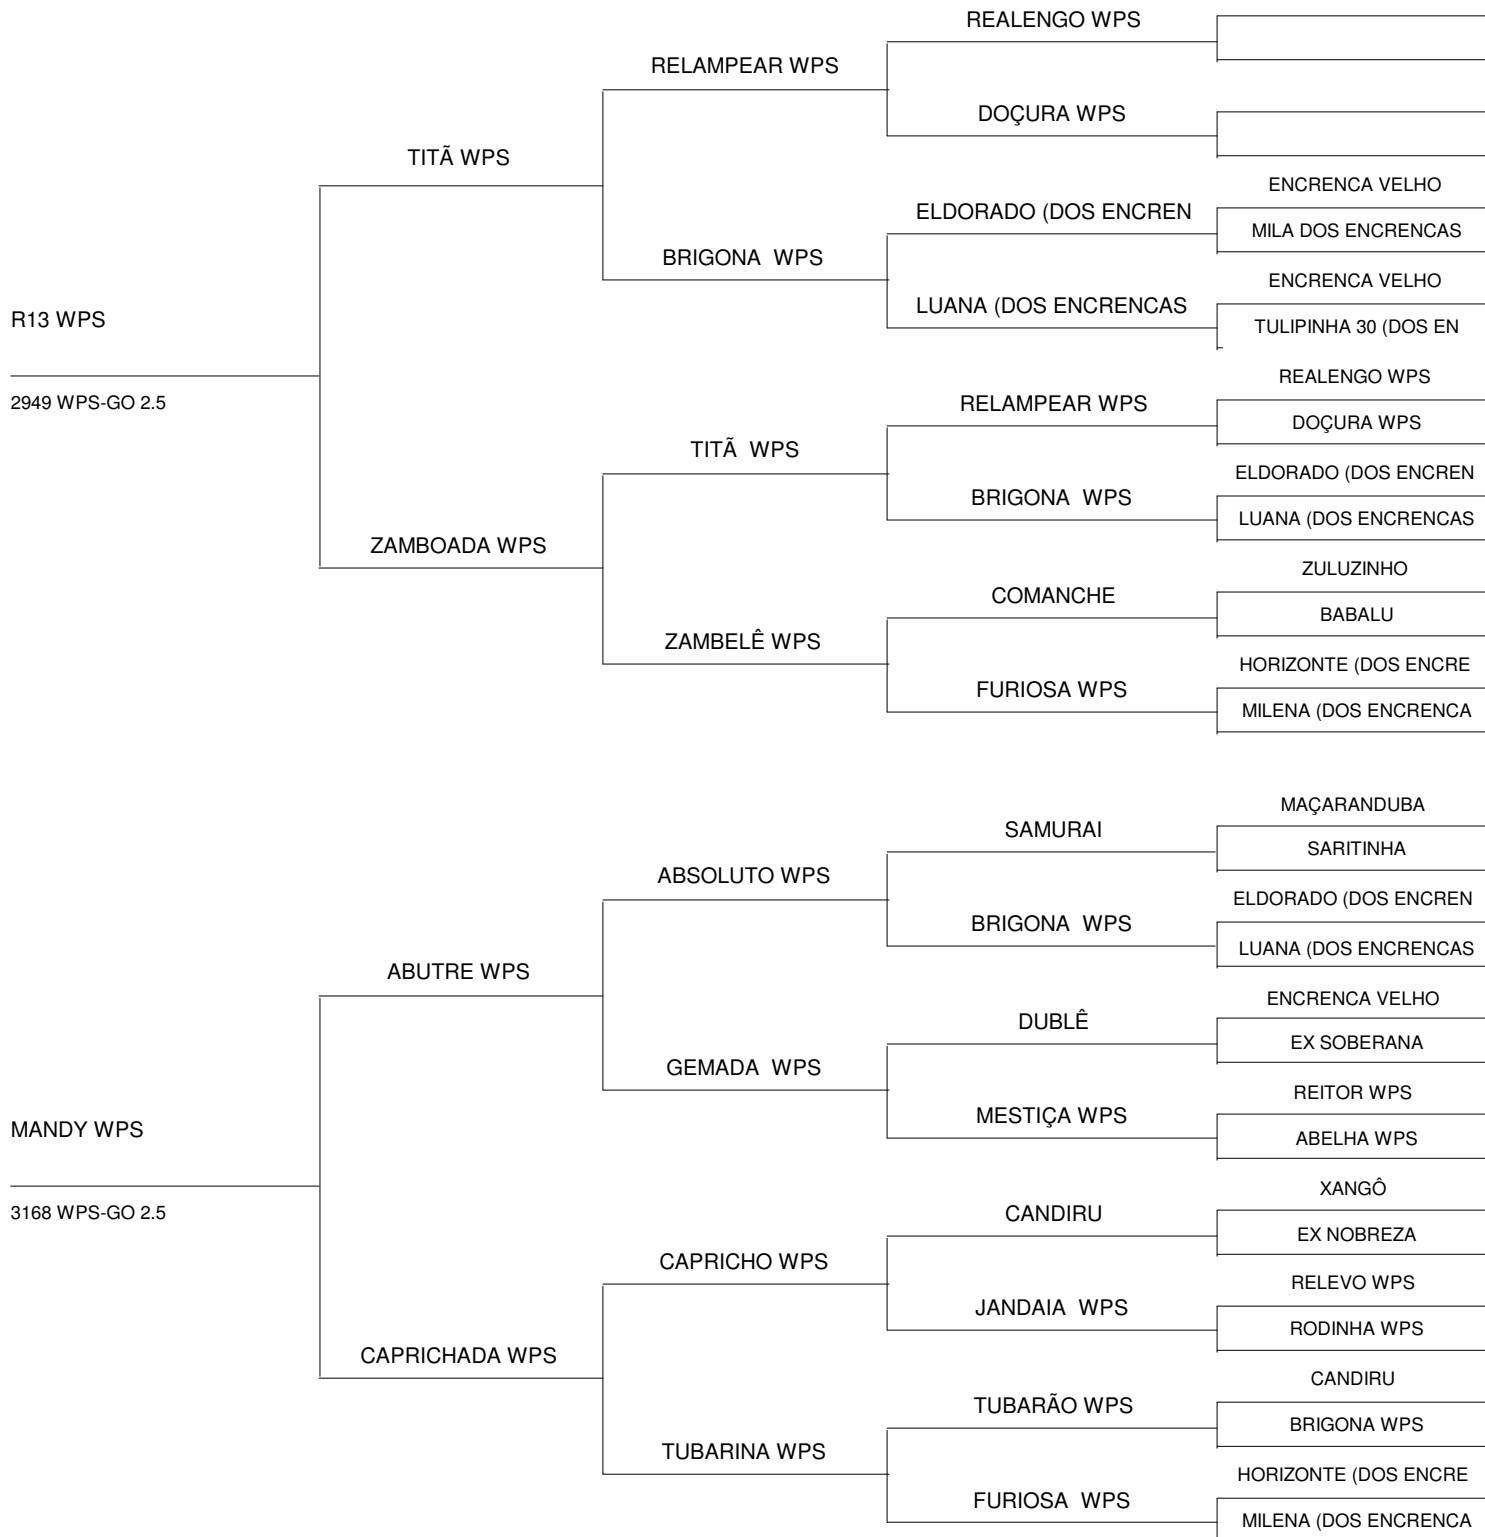 REALENGO WPS
RELAMPEAR WPS
DOÇURA WPS
TITÃ WPS
ENCRENCA VELHO
ELDORADO (DOS ENCREN
MILA DOS ENCRENCAS
BRIGONA  WPS
ENCRENCA VELHO
LUANA (DOS ENCRENCAS
TULIPINHA 30 (DOS EN
R13 WPS
2949 WPS-GO 2.5
REALENGO WPS
RELAMPEAR WPS
DOÇURA WPS
TITÃ  WPS
ELDORADO (DOS ENCREN
BRIGONA  WPS
LUANA (DOS ENCRENCAS
ZAMBOADA WPS
ZULUZINHO
COMANCHE
BABALU
ZAMBELÊ WPS
HORIZONTE (DOS ENCRE
FURIOSA WPS
MILENA (DOS ENCRENCA
MAÇARANDUBA
SAMURAI
SARITINHA
ABSOLUTO WPS
ELDORADO (DOS ENCREN
BRIGONA  WPS
LUANA (DOS ENCRENCAS
ABUTRE WPS
ENCRENCA VELHO
DUBLÊ
EX SOBERANA
GEMADA  WPS
REITOR WPS
MESTIÇA WPS
ABELHA WPS
MANDY WPS
3168 WPS-GO 2.5
XANGÔ
CANDIRU
EX NOBREZA
CAPRICHO WPS
RELEVO WPS
JANDAIA  WPS
RODINHA WPS
CAPRICHADA WPS
CANDIRU
TUBARÃO WPS
BRIGONA WPS
TUBARINA WPS
HORIZONTE (DOS ENCRE
FURIOSA  WPS
MILENA (DOS ENCRENCA